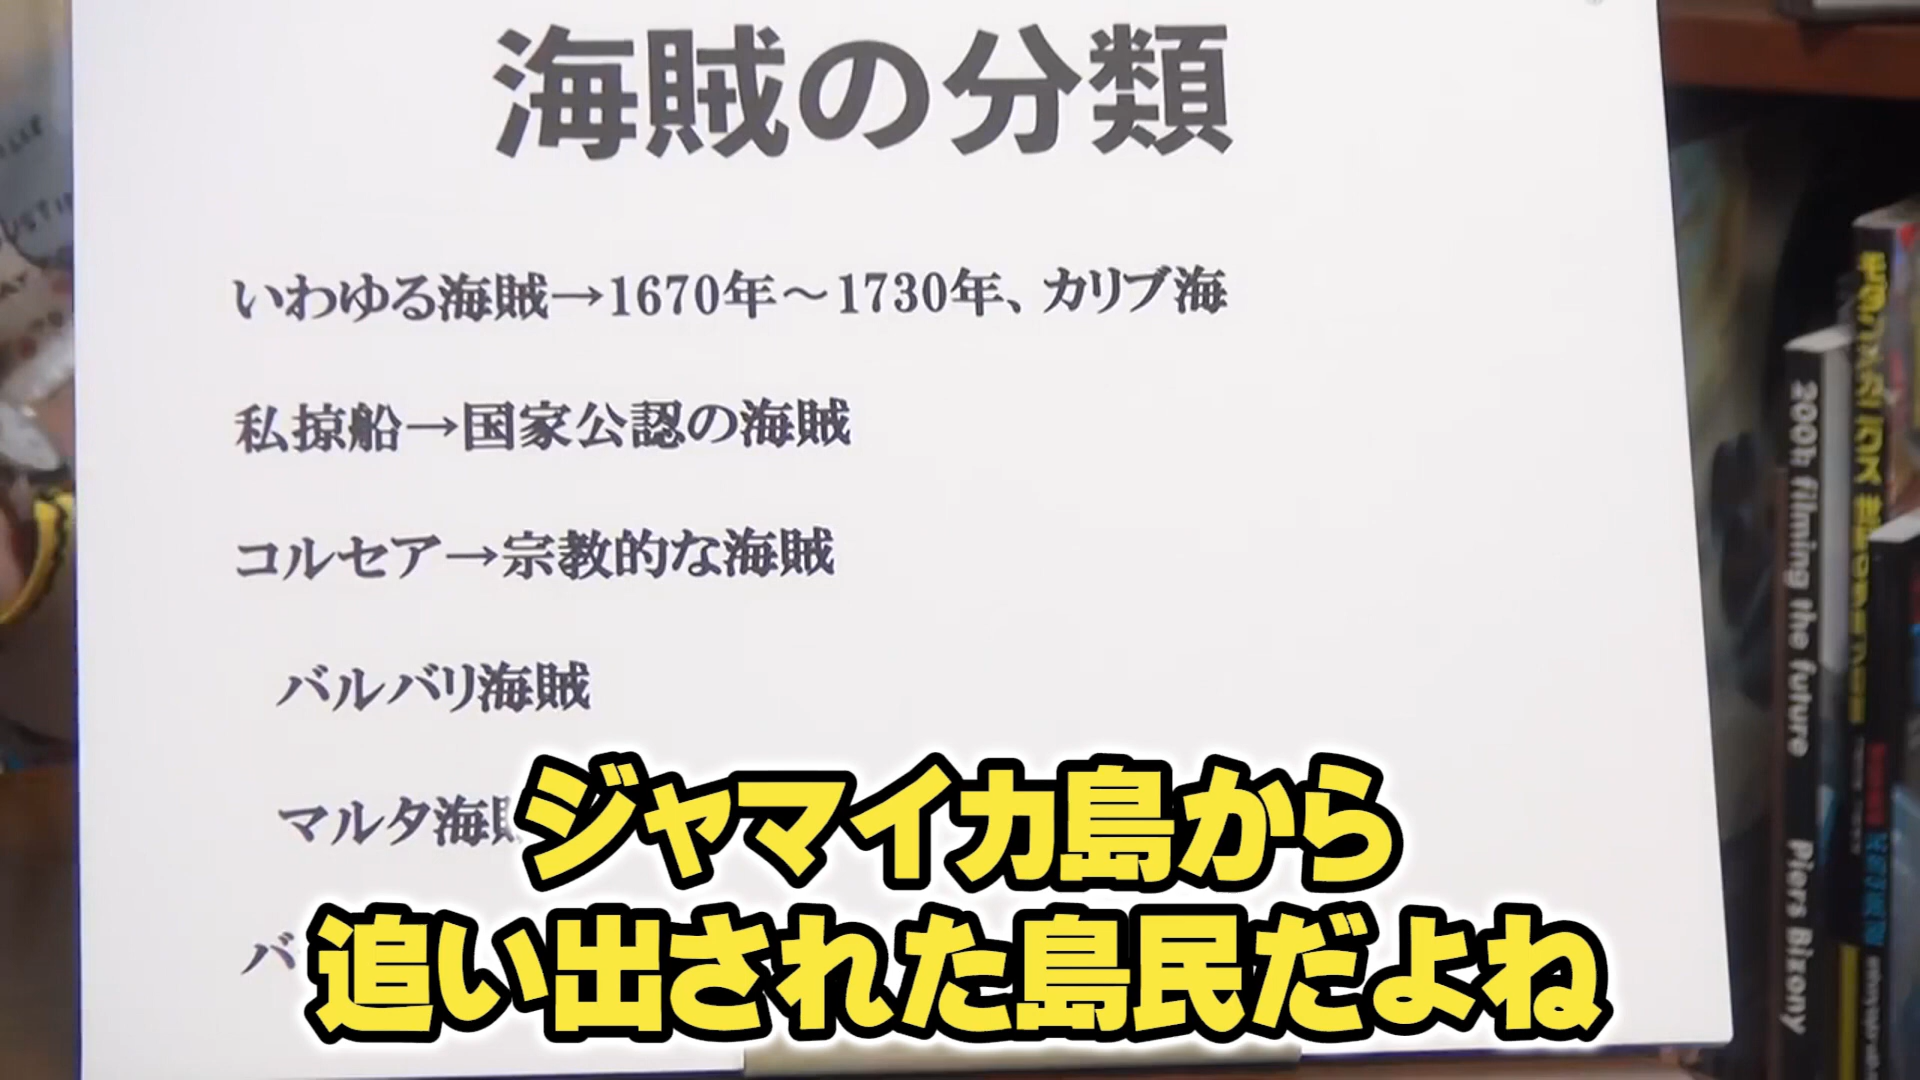 海賊の分類
いわゆる海賊→1670年～1730年、カリブ海
私掠船→国家公認の海賊
コルセア→宗教的な海賊
バルバリ海賊
マルタ海
バ
ジャマイカ島から
追い出された島民だよね
2001: filming the future
Piers Bizony